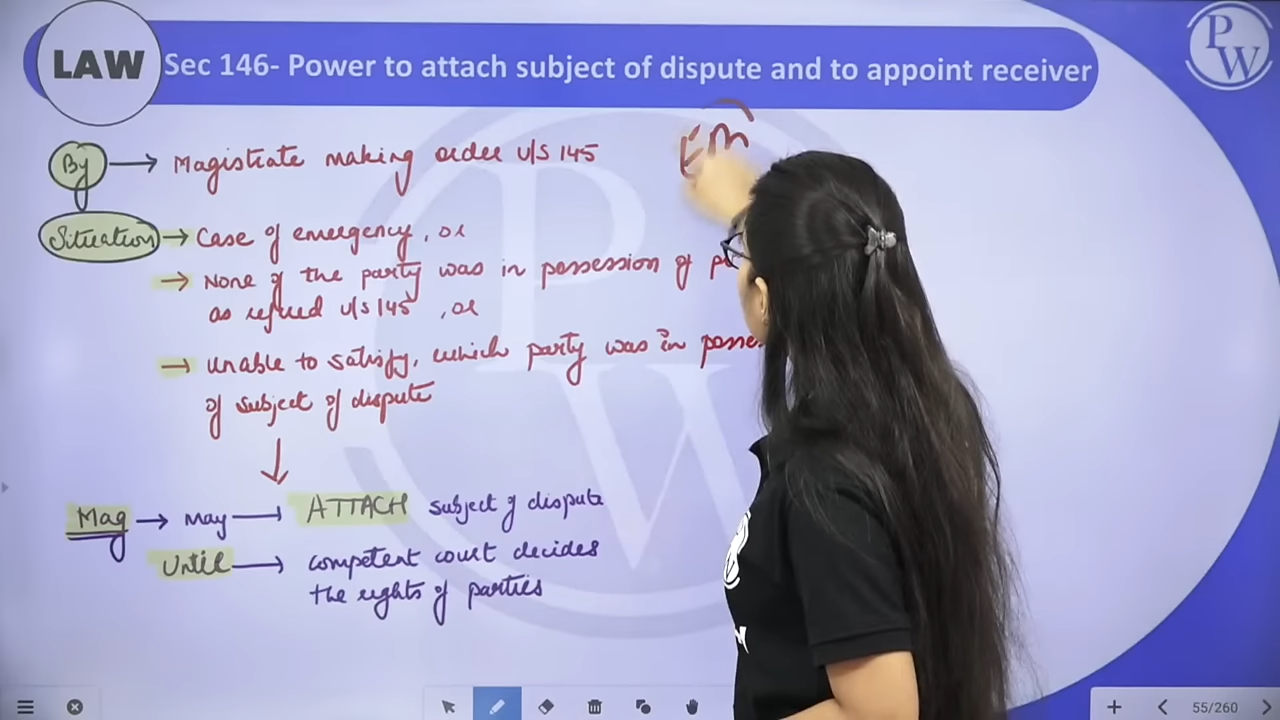 LAW
Sec 146- Power to attach subject of dispute and to appoint receiver
PW
By → Magistrate making order u/s 145
EM
Situation → Case of emergency, or
→ None of the party was in possession of
as refused u/s 145, or
→ unable to satisfy, which party was in posses
of subject of dispute
Mag → May → ATTACH subject of dispute
Until → competent court decides
the rights of parties
PW
55/260